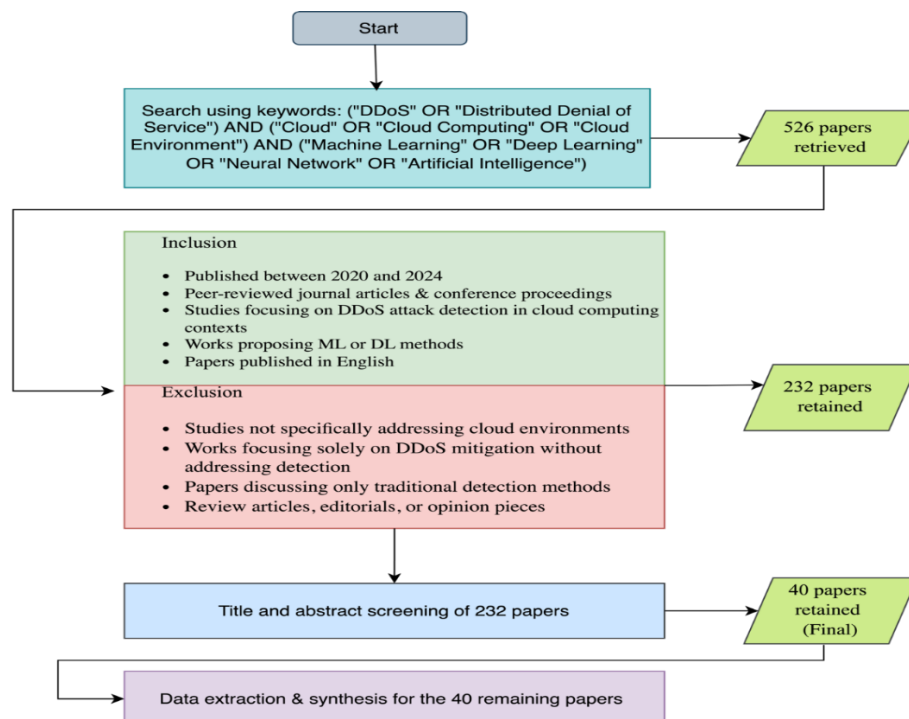 Start
Search using keywords: ("DDoS" OR "Distributed Denial of
Service") AND ("Cloud" OR "Cloud Computing" OR "Cloud
Environment") AND ("Machine Learning" OR "Deep Learning"
OR "Neural Network" OR "Artificial Intelligence")
526 papers
retrieved
Inclusion
• Published between 2020 and 2024
• Peer-reviewed journal articles & conference proceedings
• Studies focusing on DDoS attack detection in cloud computing
contexts
• Works proposing ML or DL methods
• Papers published in English
Exclusion
• Studies not specifically addressing cloud environments
• Works focusing solely on DDoS mitigation without
addressing detection
• Papers discussing only traditional detection methods
• Review articles, editorials, or opinion pieces
232 papers
retained
Title and abstract screening of 232 papers
40 papers
retained
(Final)
Data extraction & synthesis for the 40 remaining papers